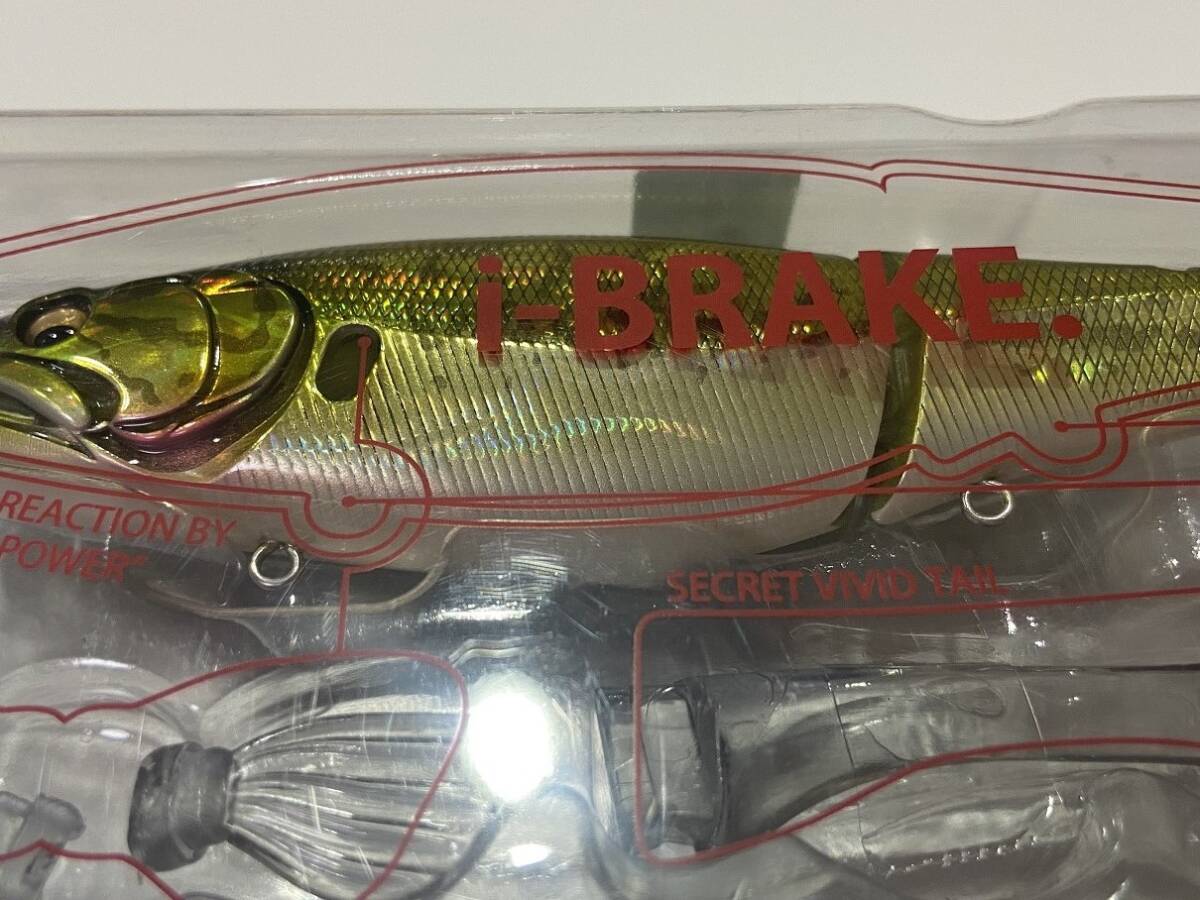 i-BRAKE.
REACTION BY
POWER"
SECRET VIVID TAIL